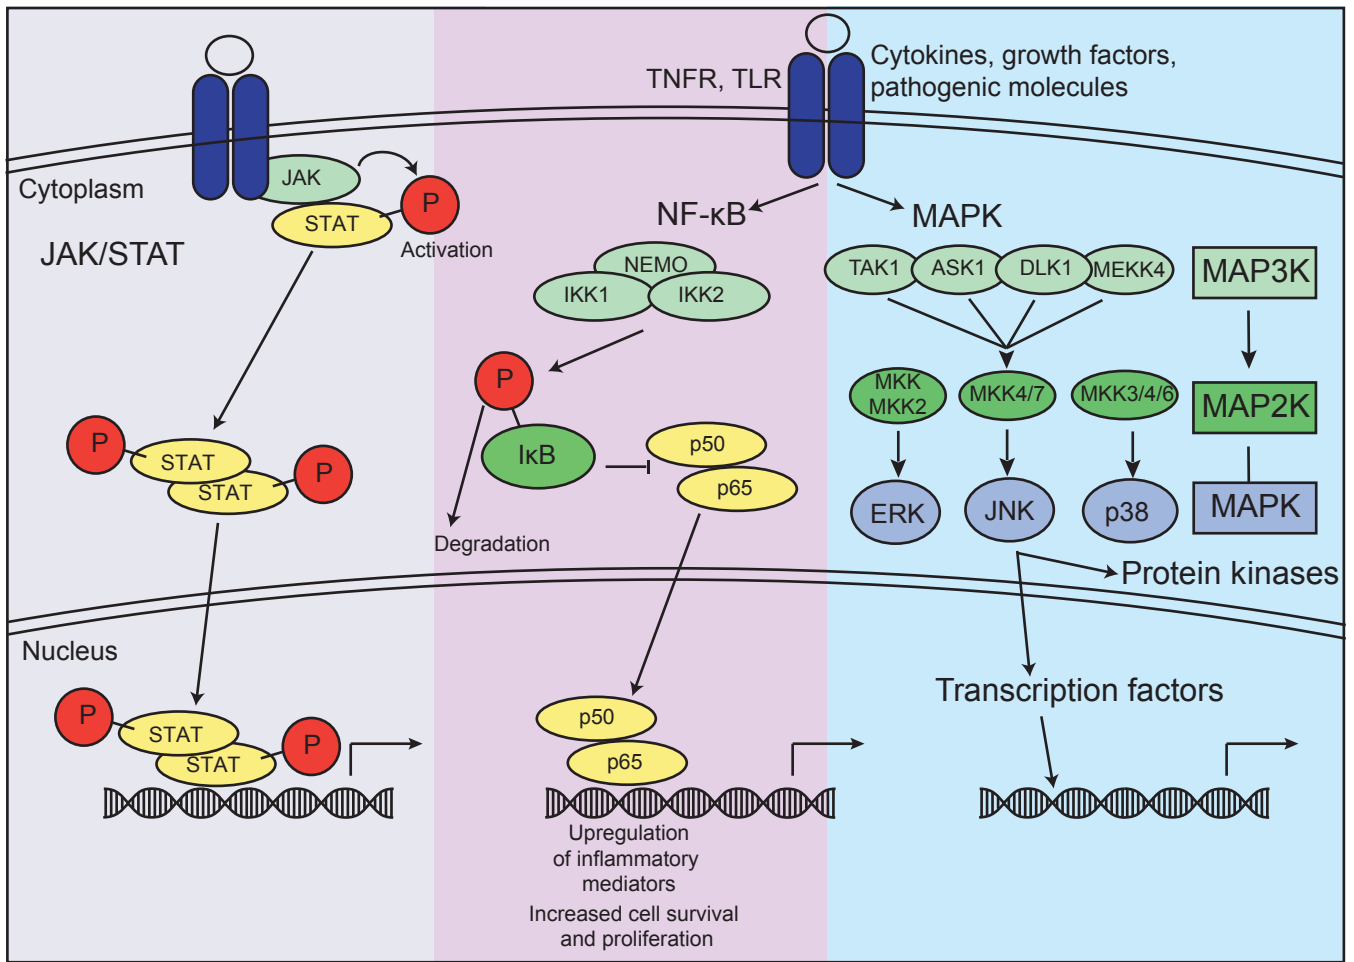 Cytokines, growth factors,
pathogenic molecules
TNFR, TLR
Cytoplasm
JAK
P
STAT
Activation
JAK/STAT
NF-κB
MAPK
NEMO
IKK1
IKK2
TAK1
ASK1
DLK1
MEKK4
MAP3K
P
MKK
MKK2
MKK4/7
MKK3/4/6
MAP2K
P
STAT
STAT
P
IκB
p50
p65
ERK
JNK
p38
MAPK
Degradation
Protein kinases
Nucleus
Transcription factors
P
STAT
STAT
P
p50
p65
Upregulation
of inflammatory
mediators
Increased cell survival
and proliferation